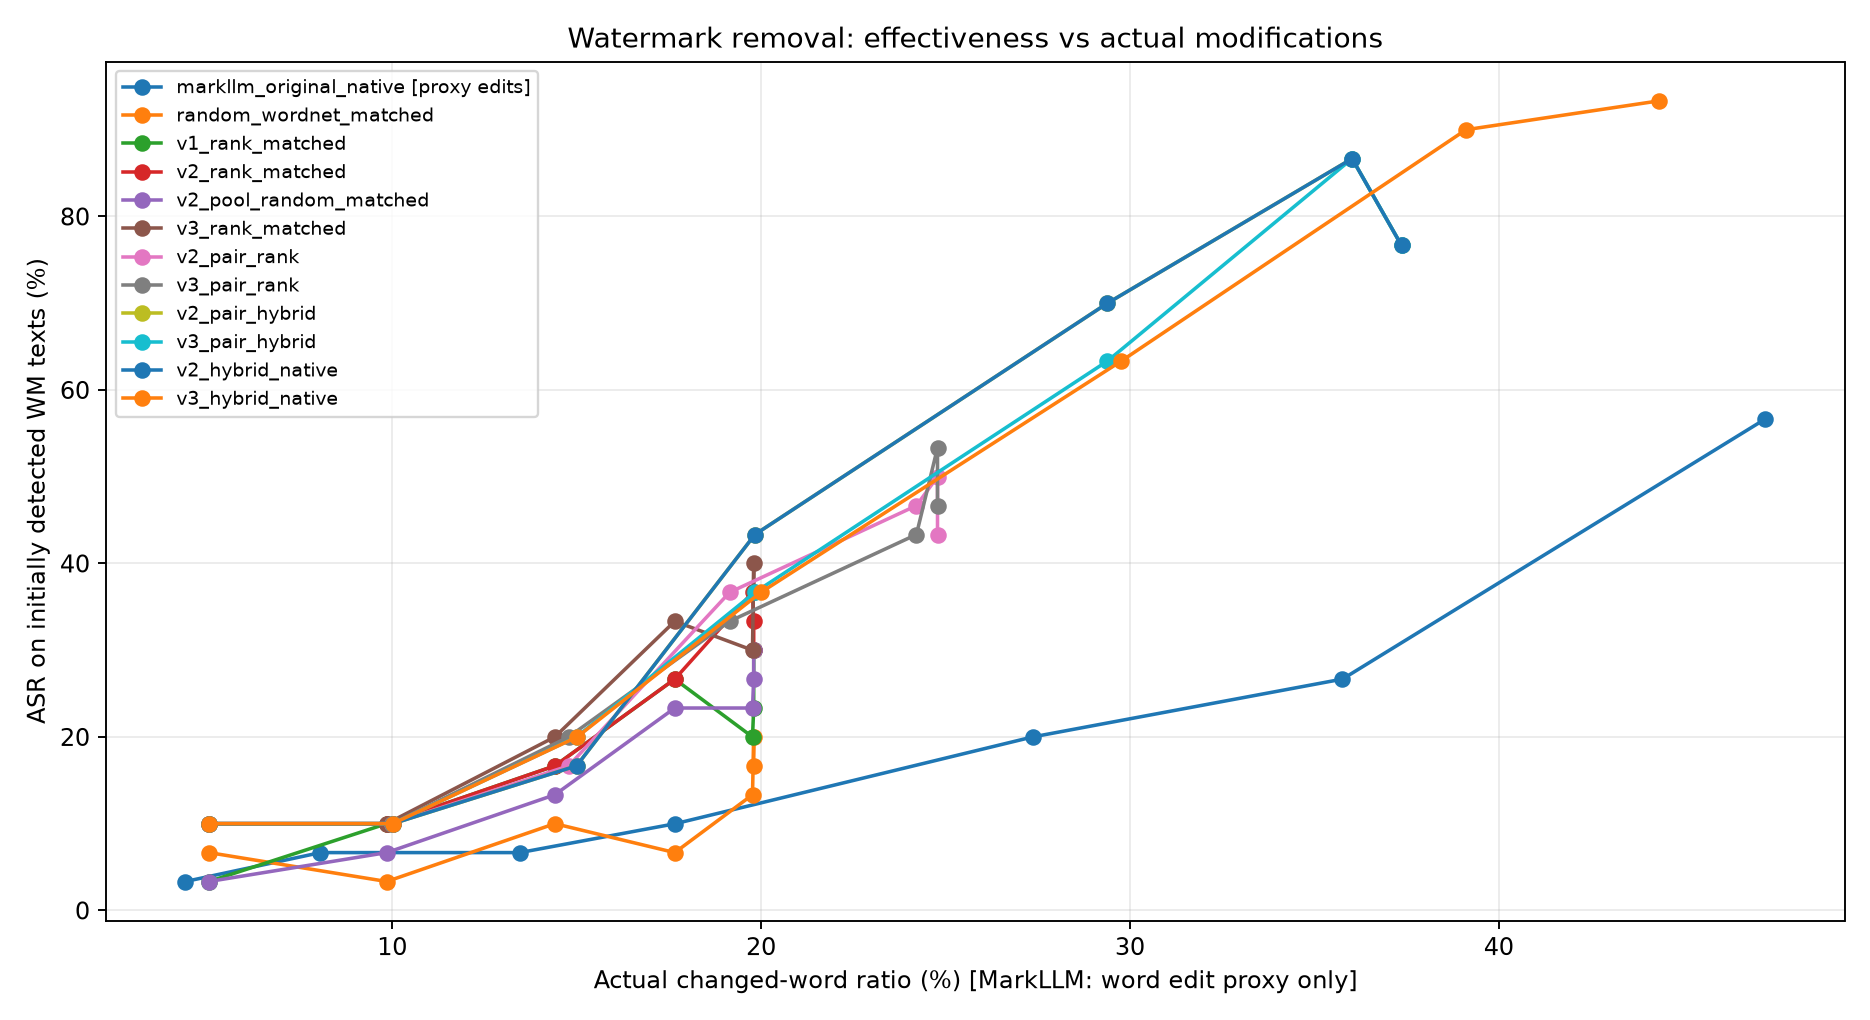 Watermark removal: effectiveness vs actual modifications
markllm_original_native [proxy edits]
random_wordnet_matched
v1_rank_matched
v2_rank_matched
v2_pool_random_matched
v3_rank_matched
v2_pair_rank
v3_pair_rank
v2_pair_hybrid
v3_pair_hybrid
v2_hybrid_native
v3_hybrid_native
ASR on initially detected WM texts (%)
80
60
40
20
0
10 20 30 40
Actual changed-word ratio (%) [MarkLLM: word edit proxy only]